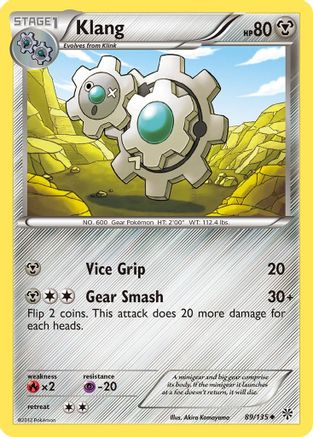 STAGE1
Klang
HP80
Evolves from Klink
NO. 600 Gear Pokémon HT: 2'00" WT: 112.4 lbs.
Vice Grip 20
Gear Smash 30+
Flip 2 coins. This attack does 20 more damage for
each heads.
weakness resistance
×2 -20
retreat
A minigear and big gear comprise
its body. If the minigear it launches
at a foe doesn't return, it will die.
©2012 Pokémon
Illus. Akira Komayama
89/135